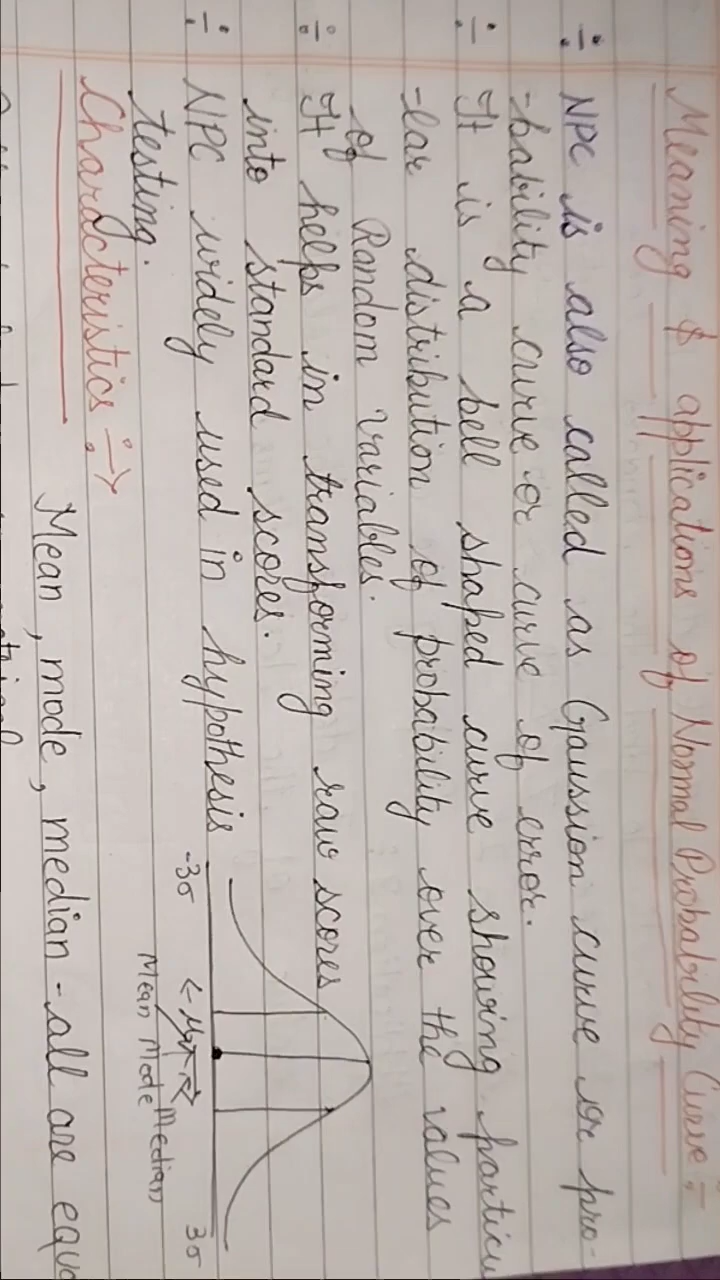 Meaning & applications of Normal Probability Curve :-
÷ NPC is also called as Gaussion curve or pro-
-bability curve or curve of error.
÷ It is a bell shaped curve showing particu
-lar distribution of probability over the values
of Random variables.
÷ It helps in transforming raw scores
into standard scores.
÷ NPC widely used in hypothesis
testing.
-3σ 3σ
Mean Mode Median
Characteristics :→
Mean, mode, median - all are equa